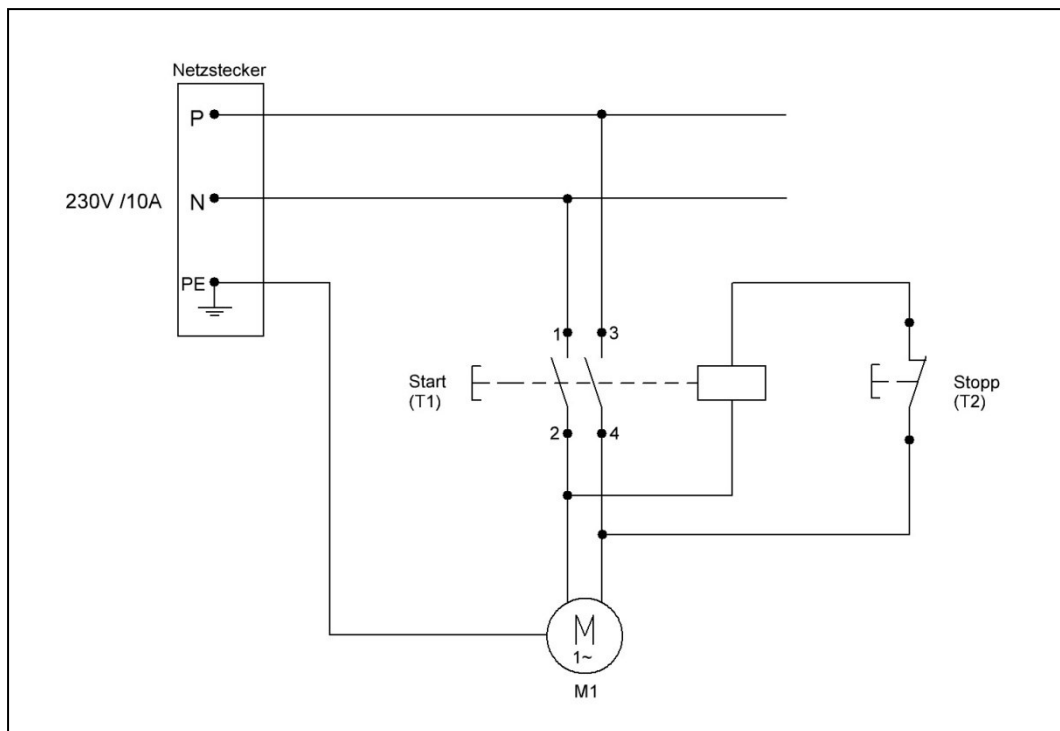 Netzstecker
P
230V /10A
N
PE
1
3
Start
(T1)
Stopp
(T2)
2
4
M
1~
M1